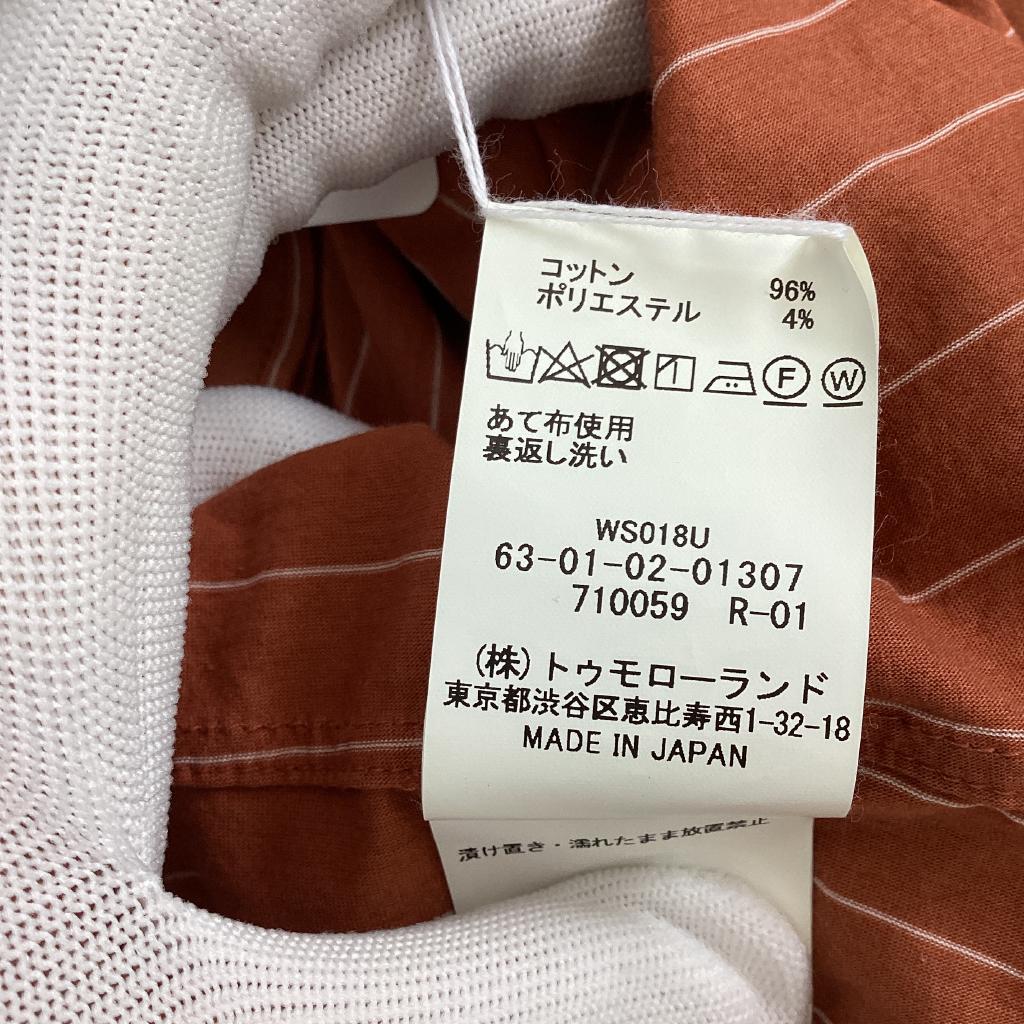 コットン 96%
ポリエステル 4%
F W
あて布使用
裏返し洗い
WS018U
63-01-02-01307
710059 R-01
(株)トゥモローランド
東京都渋谷区恵比寿西1-32-18
MADE IN JAPAN
漬け置き・濡れたまま放置禁止